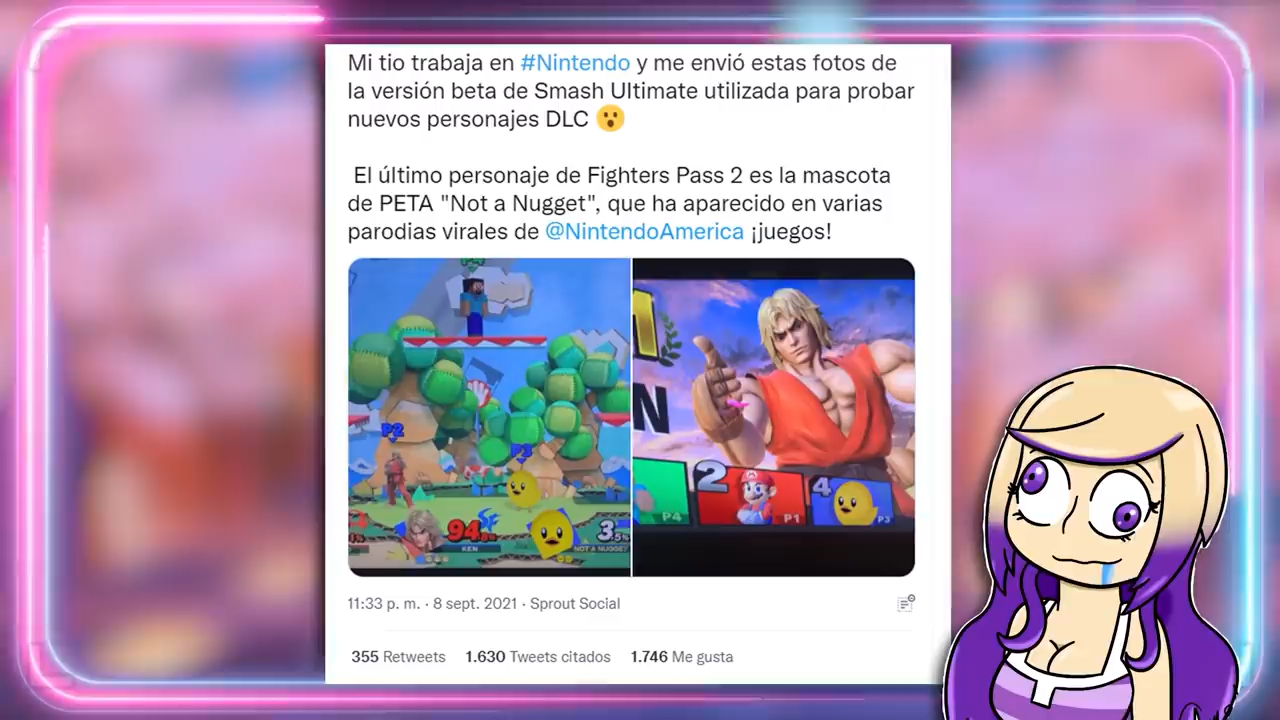 Mi tio trabaja en #Nintendo y me envió estas fotos de
la versión beta de Smash Ultimate utilizada para probar
nuevos personajes DLC
El último personaje de Fighters Pass 2 es la mascota
de PETA "Not a Nugget", que ha aparecido en varias
parodias virales de @NintendoAmerica ¡juegos!
P2
P3
94
KEN
3.5%
NOT A NUGGET
N
2
4
P4
P1
P3
11:33 p. m. · 8 sept. 2021 · Sprout Social
355 Retweets 1.630 Tweets citados 1.746 Me gusta